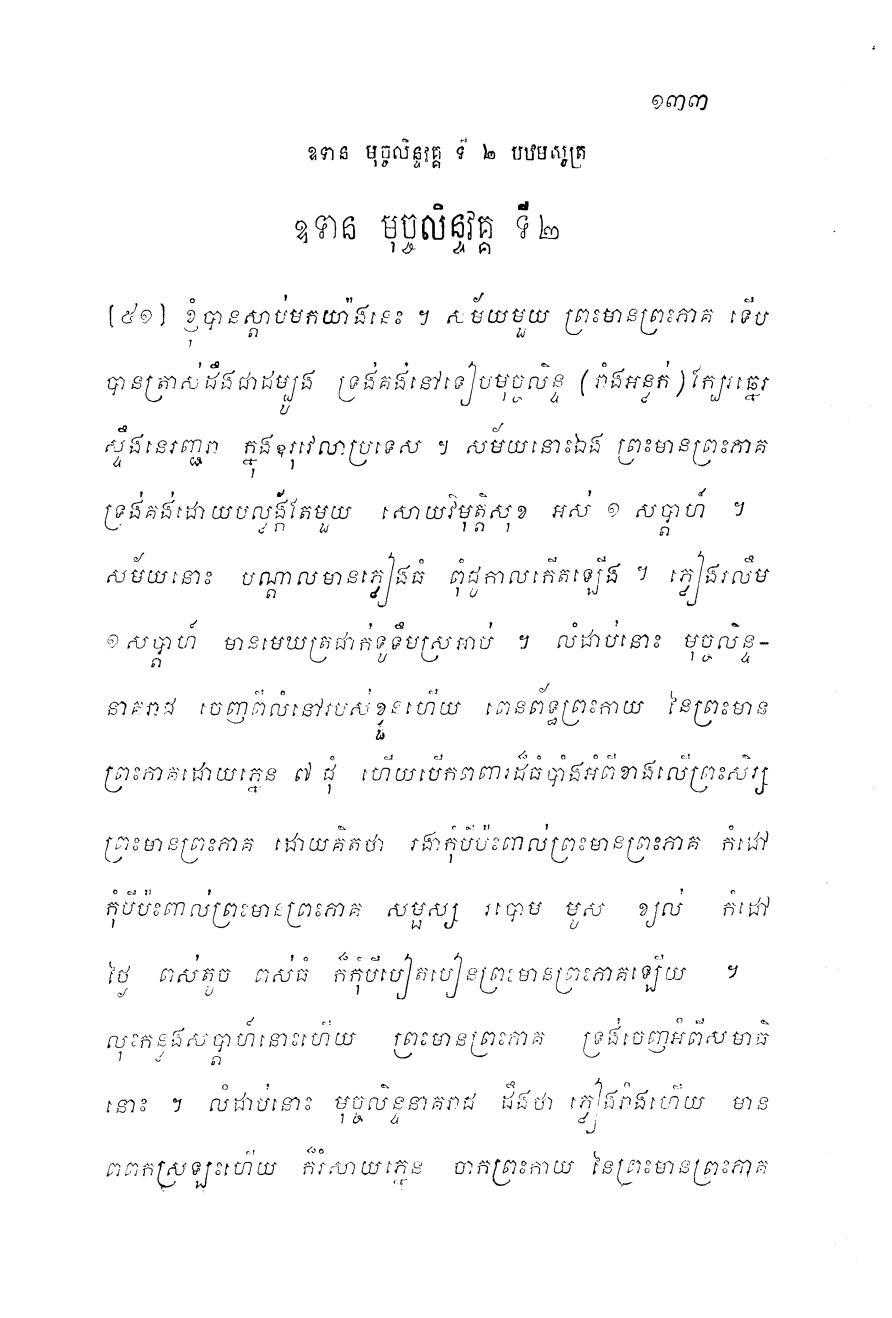 ១៣៣
ឧទាន មុច្ចលិន្ទវគ្គ ទី ២ បឋមសូត្រ
ឧទាន មុច្ចលិន្ទវគ្គ ទី២
[៥១] ខ្ញុំបានស្តាប់មកយ៉ាងនេះ ។ សម័យមួយ ព្រះមានព្រះភាគ ទើប
បានត្រាស់ដឹងជាដម្បូង ទ្រង់គង់នៅទៀបមុច្ចលិន្ទ (រាំងអន្ទក់) ក្បែរឆ្នេរ
ស្ទឹងនេរញ្ជរា ក្នុងឧរុវេលាប្រទេស ។ សម័យនោះឯង ព្រះមានព្រះភាគ
ទ្រង់គង់ដោយបល្ល័ង្កតែមួយ សោយវិមុត្តិសុខ អស់ ១ សប្តាហ៍ ។
សម័យនោះ បណ្តាលមានភ្លៀងធំ ពុំដូកាលកើតឡើង ។ ភ្លៀងរលឹម
១ សប្តាហ៍ មានមេឃត្រជាក់ទូទឹមស្រអាប់ ។ លំដាប់នោះ មុច្ចលិន្ទ-
នាគរាជ ចេញពីលំនៅរបស់ខ្លួនហើយ ពេនព័ទ្ធព្រះកាយ នៃព្រះមាន
ព្រះភាគដោយភ្នេន ៧ ជុំ ហើយបើកពពារដ៏ធំបាំងអំពីខាងលើព្រះសិរ្ស
ព្រះមានព្រះភាគ ដោយគិតថា រងាកុំបីប៉ះពាល់ព្រះមានព្រះភាគ កំដៅ
កុំបីប៉ះពាល់ព្រះមានព្រះភាគ សម្ផស្ស របោម មូស ខ្យល់ កំដៅ
ថ្ងៃ ពស់តូច ពស់ធំ ក៏កុំបីបៀតបៀនព្រះមានព្រះភាគឡើយ ។
លុះកន្លងសប្តាហ៍នោះហើយ ព្រះមានព្រះភាគ ទ្រង់ចេញអំពីសមាធិ
នោះ ។ លំដាប់នោះ មុច្ចលិន្ទនាគរាជ ដឹងថា ភ្លៀងរាំងហើយ មាន
ពពកស្រឡះហើយ ក៏រំសាយភ្នេន ចាកព្រះកាយ នៃព្រះមានព្រះភាគ